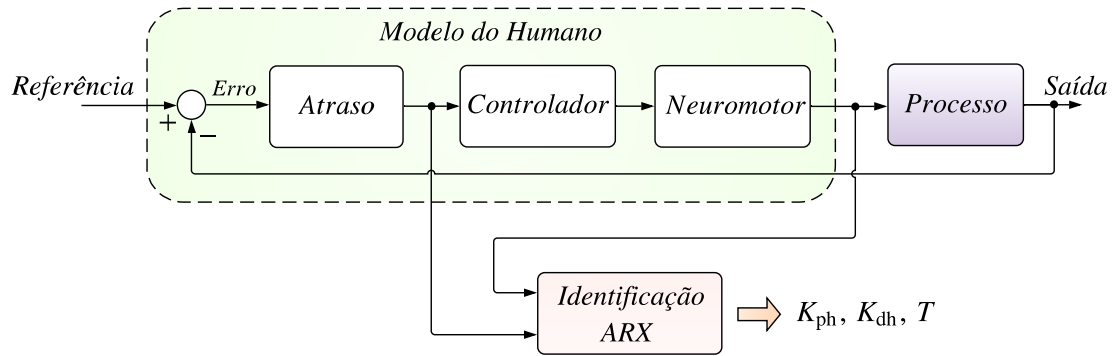 Modelo do Humano
Referência
Erro
Atraso
Controlador
Neuromotor
Processo
Saída
+
−
Identificação
ARX
K_ph, K_dh, T